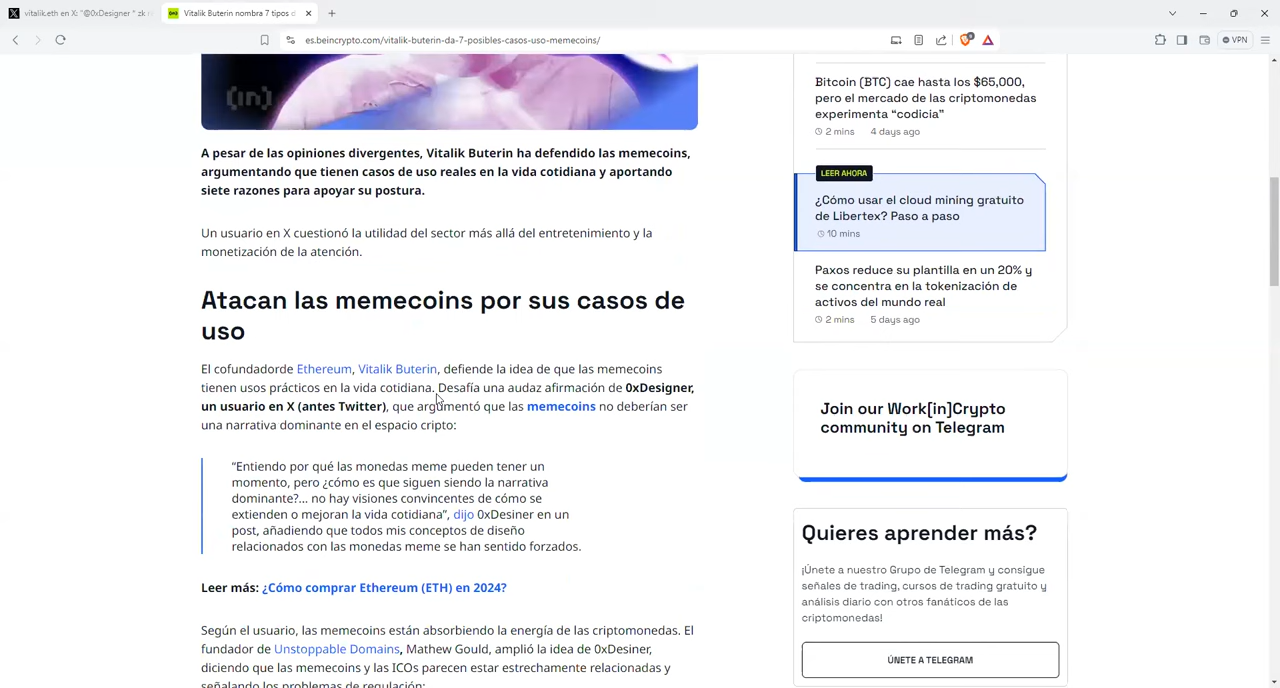 vitalik.eth en X: "@0xDesigner * zk
Vitalik Buterin nombra 7 tipos d
es.beincrypto.com/vitalik-buterin-da-7-posibles-casos-uso-memecoins/
VPN
(in)
A pesar de las opiniones divergentes, Vitalik Buterin ha defendido las memecoins,
argumentando que tienen casos de uso reales en la vida cotidiana y aportando
siete razones para apoyar su postura.
Un usuario en X cuestionó la utilidad del sector más allá del entretenimiento y la
monetización de la atención.
Atacan las memecoins por sus casos de
uso
El cofundadorde Ethereum, Vitalik Buterin, defiende la idea de que las memecoins
tienen usos prácticos en la vida cotidiana. Desafía una audaz afirmación de 0xDesigner,
un usuario en X (antes Twitter), que argumentó que las memecoins no deberían ser
una narrativa dominante en el espacio cripto:
“Entiendo por qué las monedas meme pueden tener un
momento, pero ¿cómo es que siguen siendo la narrativa
dominante?... no hay visiones convincentes de cómo se
extienden o mejoran la vida cotidiana”, dijo 0xDesiner en un
post, añadiendo que todos mis conceptos de diseño
relacionados con las monedas meme se han sentido forzados.
Leer más: ¿Cómo comprar Ethereum (ETH) en 2024?
Según el usuario, las memecoins están absorbiendo la energía de las criptomonedas. El
fundador de Unstoppable Domains, Mathew Gould, amplió la idea de 0xDesiner,
diciendo que las memecoins y las ICOs parecen estar estrechamente relacionadas y
señalando los problemas de regulación:
Bitcoin (BTC) cae hasta los $65,000,
pero el mercado de las criptomonedas
experimenta “codicia”
2 mins 4 days ago
LEER AHORA
¿Cómo usar el cloud mining gratuito
de Libertex? Paso a paso
10 mins
Paxos reduce su plantilla en un 20% y
se concentra en la tokenización de
activos del mundo real
2 mins 5 days ago
Join our Work[in]Crypto
community on Telegram
Quieres aprender más?
¡Únete a nuestro Grupo de Telegram y consigue
señales de trading, cursos de trading gratuito y
análisis diario con otros fanáticos de las
criptomonedas!
ÚNETE A TELEGRAM